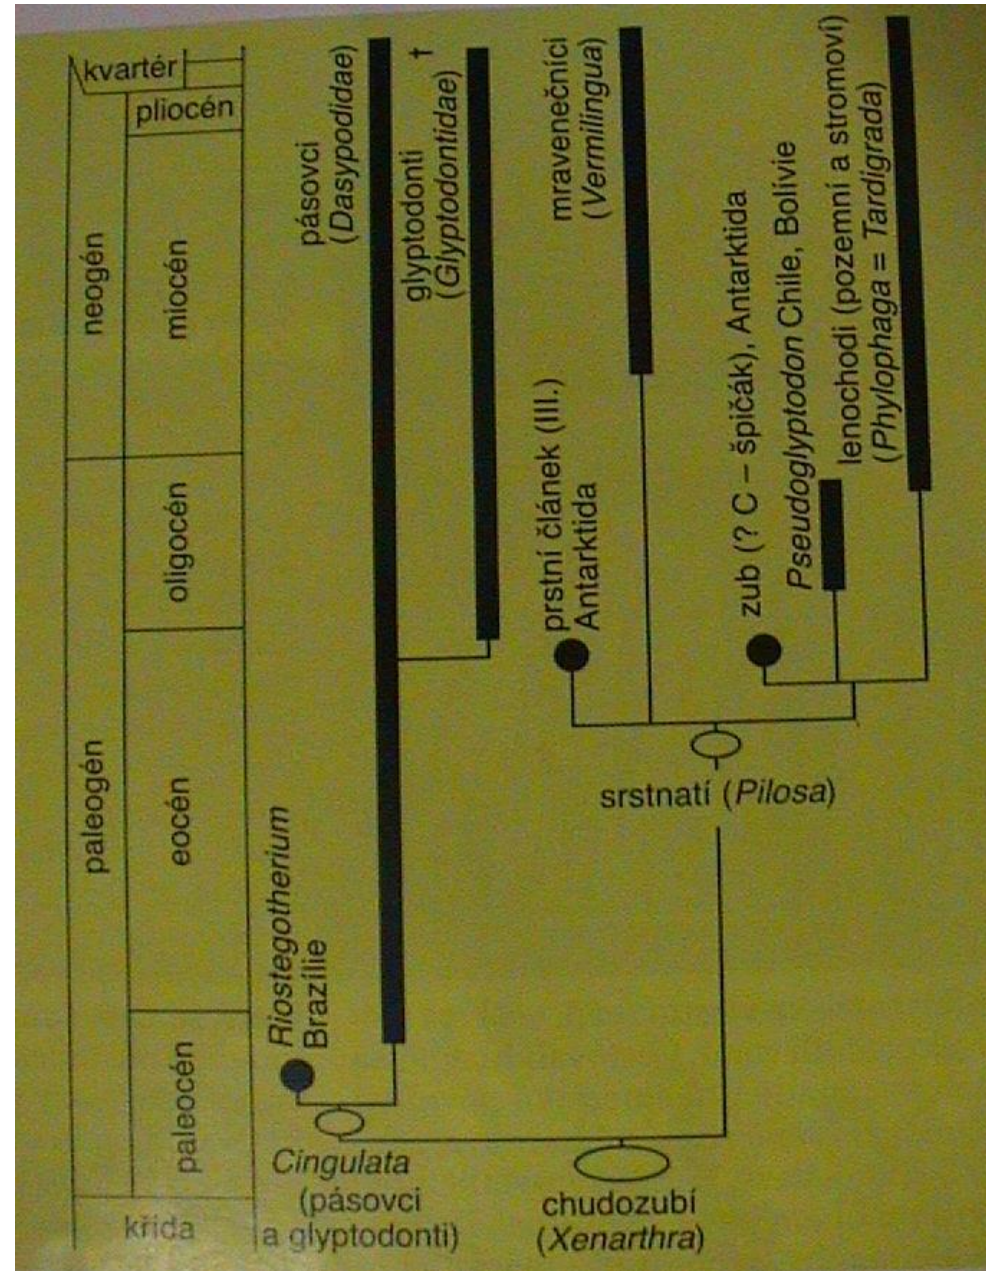 kvartér
pliocén
neogén
miocén
oligocén
paleogén
eocén
paleocén
křída
pásovci
(Dasypodidae)
glyptodonti
(Glyptodontidae) †
mravenečníci
(Vermilingua)
prstní článek (III.)
Antarktida
zub (? C – špičák), Antarktida
Pseudoglyptodon Chile, Bolívie
lenochodi (pozemní a stromoví)
(Phylophaga = Tardigrada)
srstnatí (Pilosa)
Riostegotherium
Brazílie
Cingulata
(pásovci
a glyptodonti)
chudozubí
(Xenarthra)